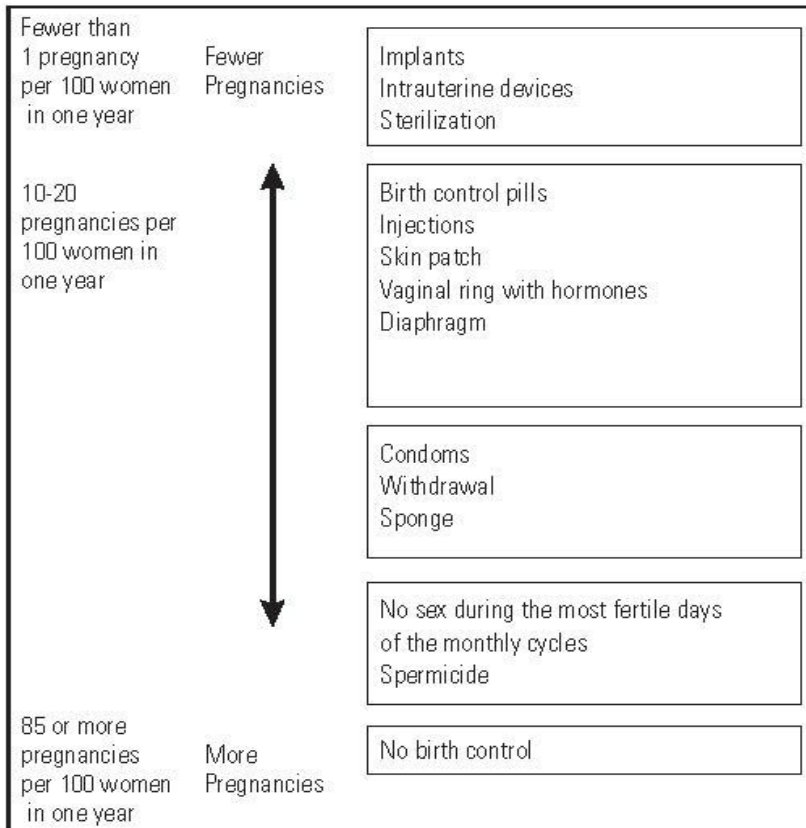 Fewer than
1 pregnancy
per 100 women
in one year
Fewer
Pregnancies
Implants
Intrauterine devices
Sterilization
10-20
pregnancies per
100 women in
one year
Birth control pills
Injections
Skin patch
Vaginal ring with hormones
Diaphragm
Condoms
Withdrawal
Sponge
No sex during the most fertile days
of the monthly cycles
Spermicide
85 or more
pregnancies
per 100 women
in one year
More
Pregnancies
No birth control